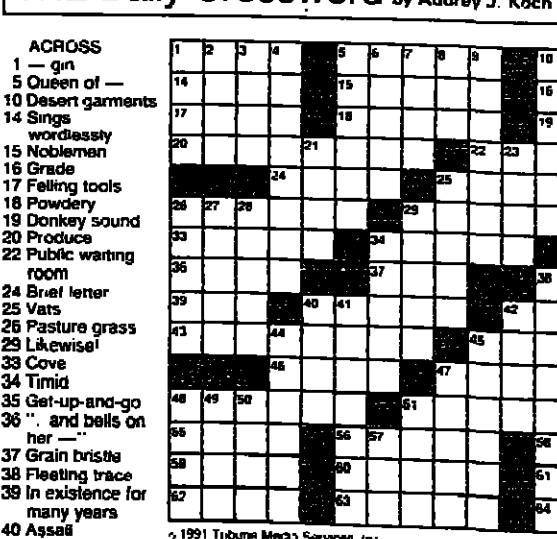 Crossword by Audrey J. Koch
ACROSS
1 — gin
5 Queen of —
10 Desert garments
14 Sings
wordlessly
15 Noblemen
16 Grade
17 Felling tools
18 Powdery
19 Donkey sound
20 Produce
22 Public waiting
room
24 Brief letter
25 Vats
26 Pasture grass
29 Likewise!
33 Cove
34 Timid
35 Get-up-and-go
36 ". and bells on
her —"
37 Grain bristle
38 Fleeting trace
39 In existence for
many years
40 Assail
1 2 3 4 5 6 7 8 9 10
14 15 16
17 18 19
20 21 22 23
24 25
26 27 28 29
33 34
36 37 38
39 40 41 42
43 44 45
46 47
48 49 50 51
55 56 57 58
59 60 61
62 63 64
1991 Tribune Media Services, Inc.